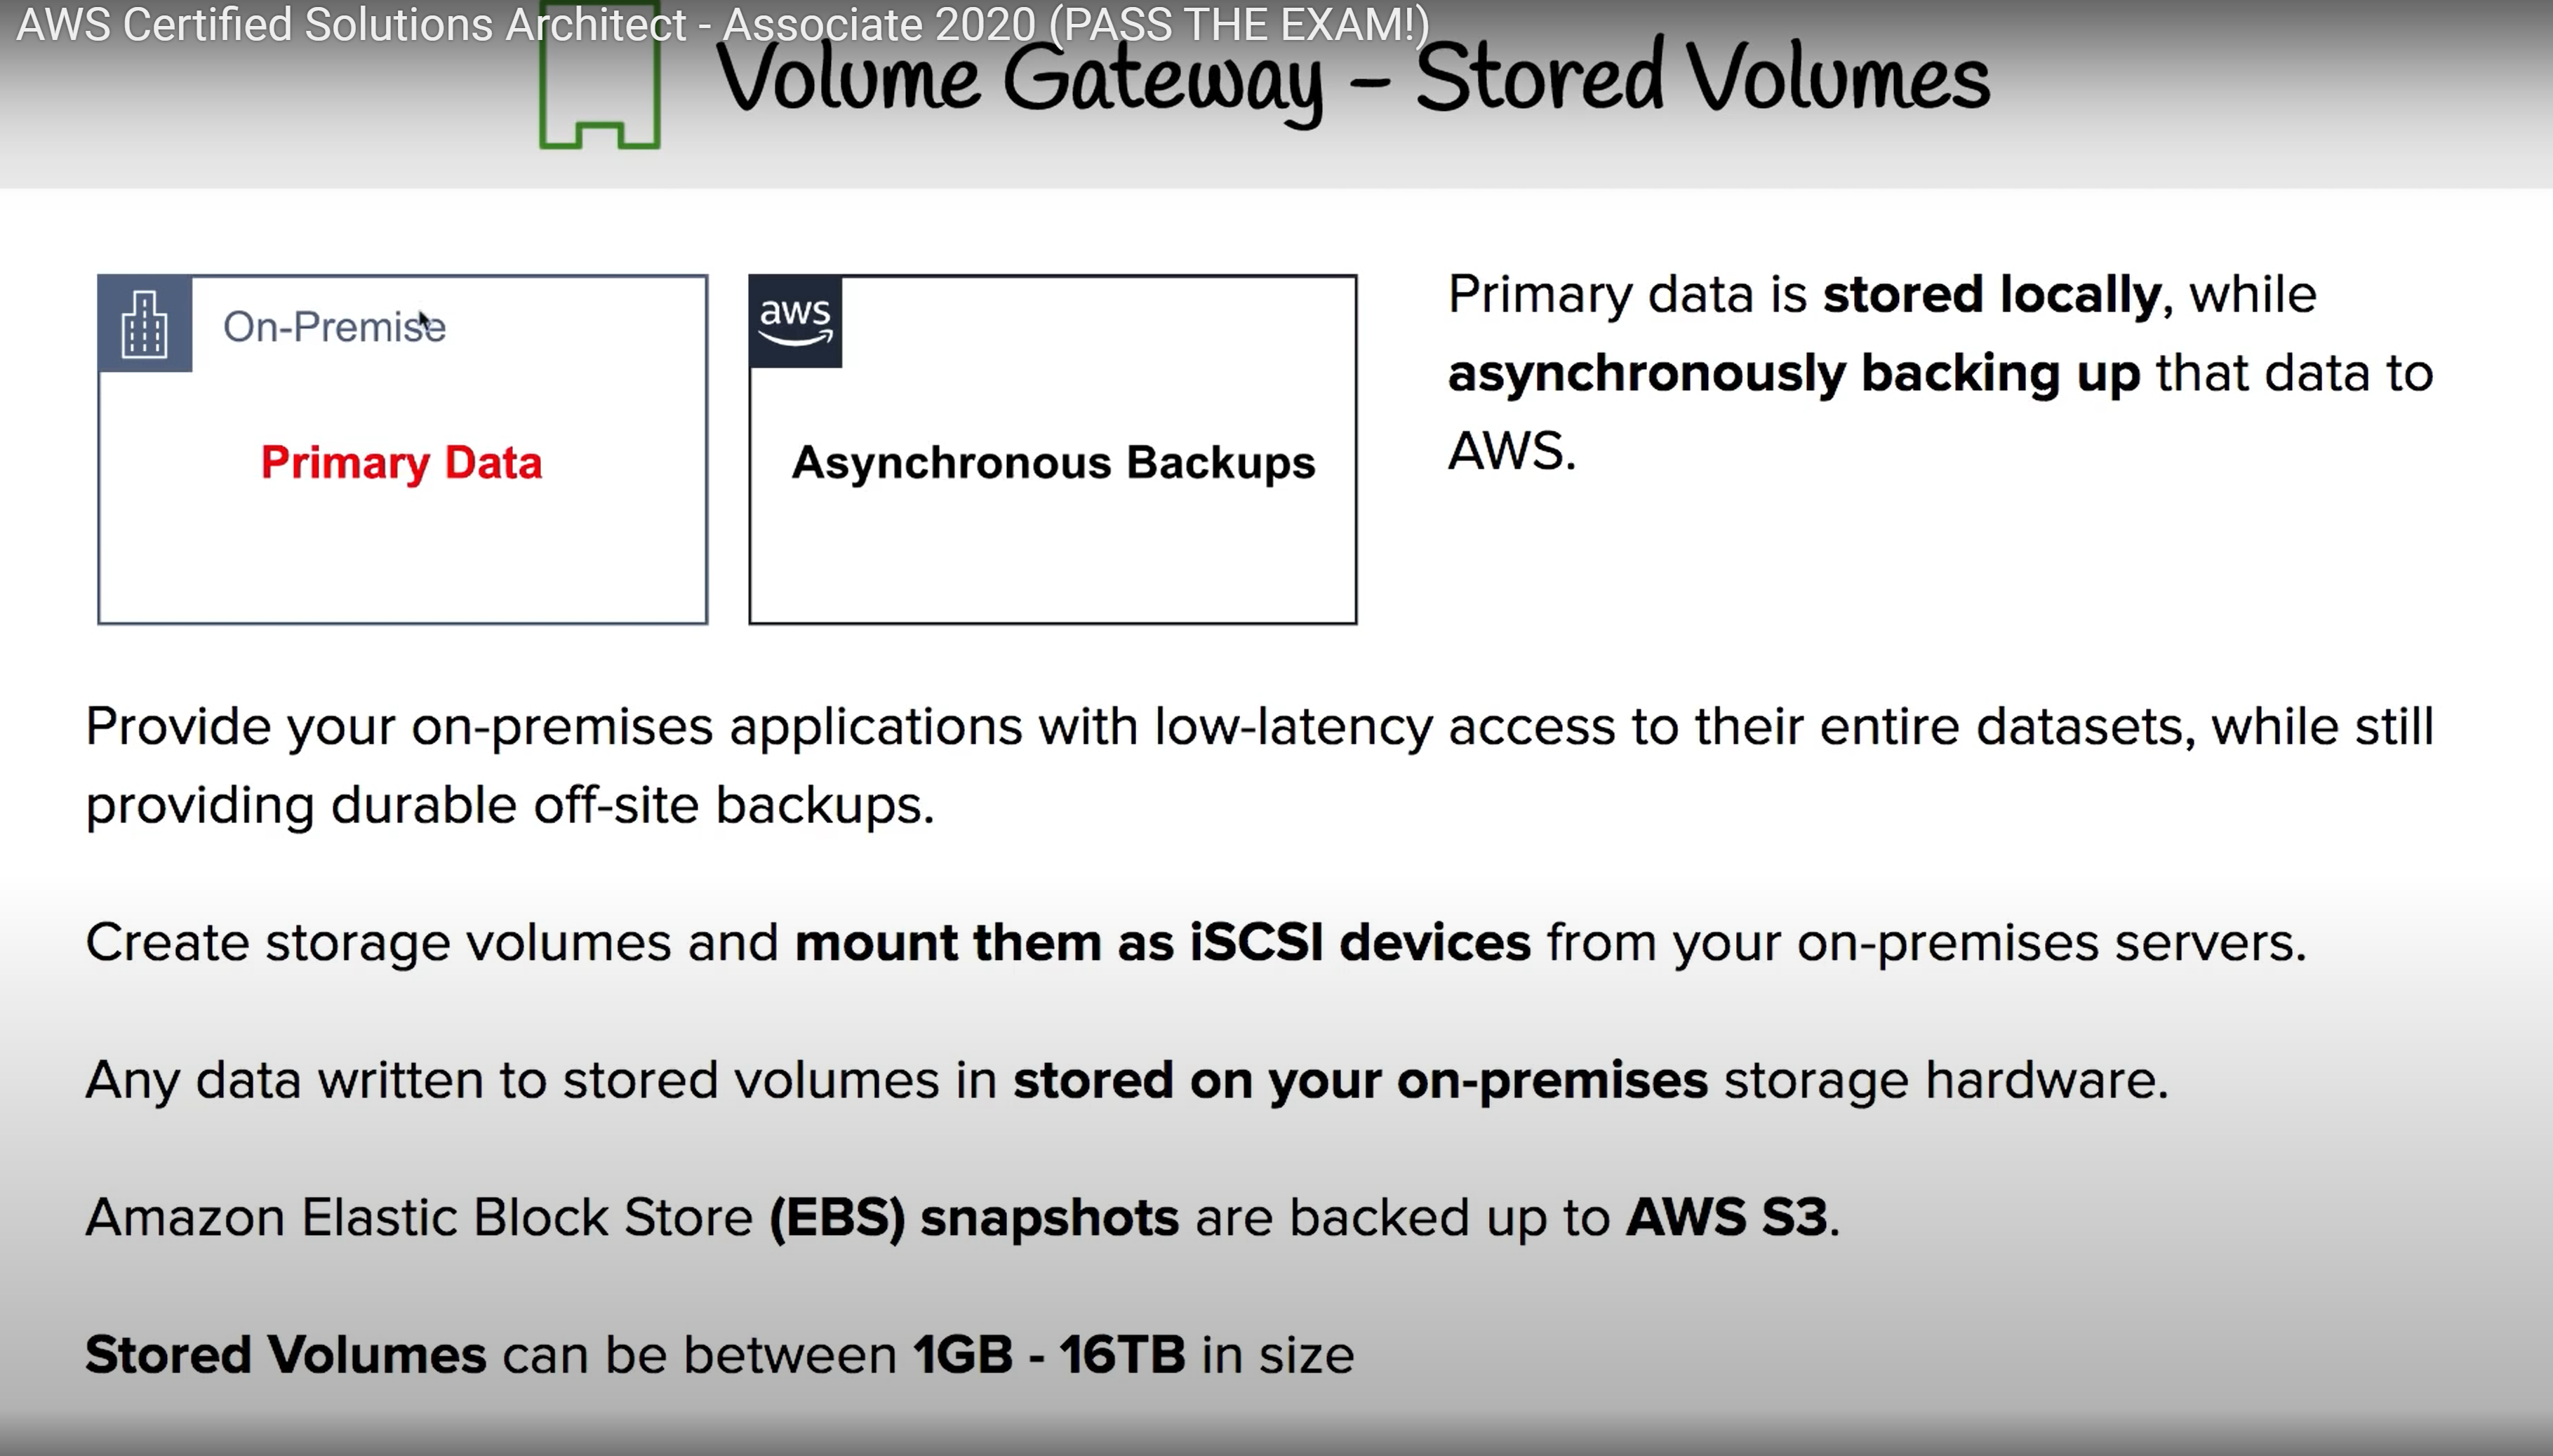 AWS Certified Solutions Architect - Associate 2020 (PASS THE EXAM!)
Volume Gateway – Stored Volumes
On-Premise
Primary Data
aws
Asynchronous Backups
Primary data is stored locally, while
asynchronously backing up that data to
AWS.
Provide your on-premises applications with low-latency access to their entire datasets, while still
providing durable off-site backups.
Create storage volumes and mount them as iSCSI devices from your on-premises servers.
Any data written to stored volumes in stored on your on-premises storage hardware.
Amazon Elastic Block Store (EBS) snapshots are backed up to AWS S3.
Stored Volumes can be between 1GB - 16TB in size